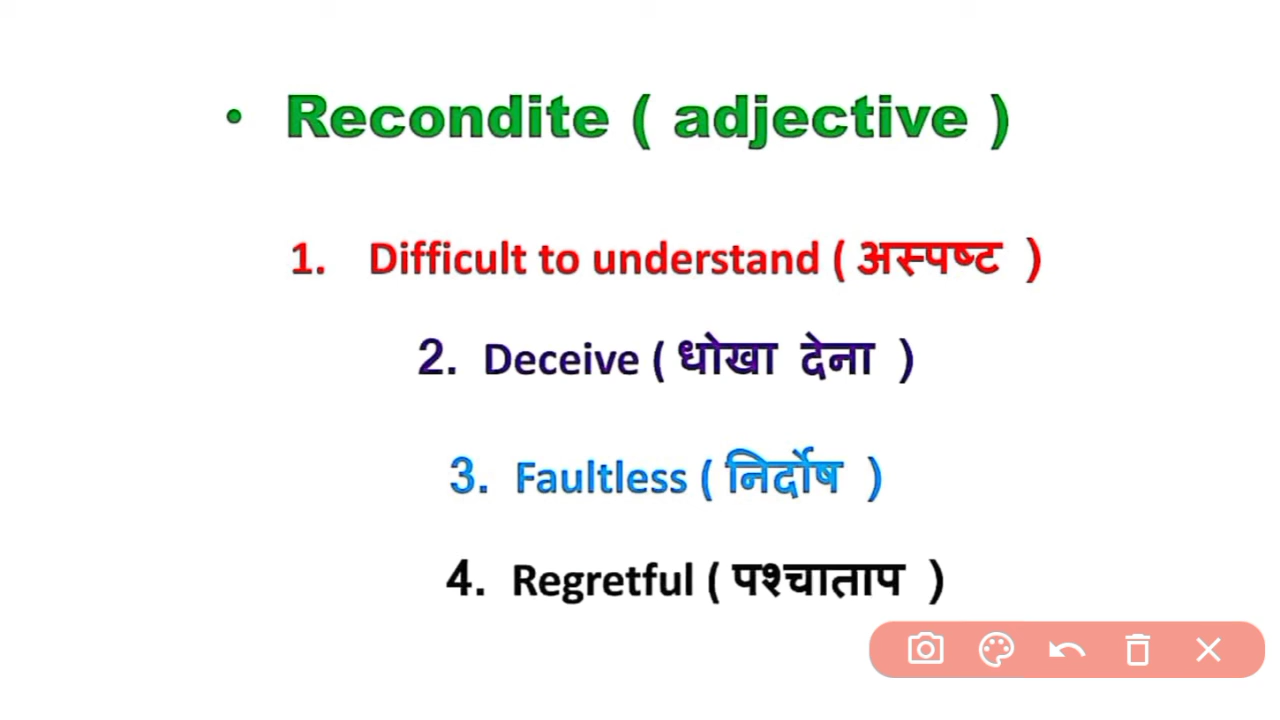 • Recondite ( adjective )
1. Difficult to understand ( अस्पष्ट )
2. Deceive ( धोखा देना )
3. Faultless ( निर्दोष )
4. Regretful ( पश्चाताप )